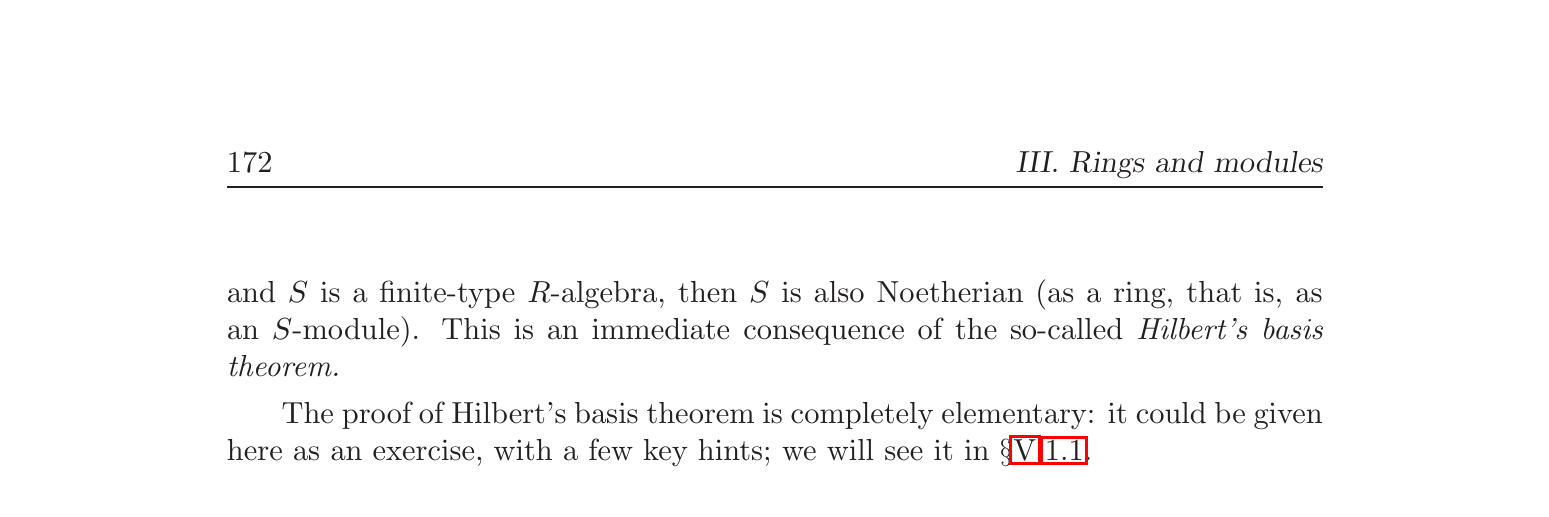 172 III. Rings and modules
and S is a finite-type R-algebra, then S is also Noetherian (as a ring, that is, as
an S-module). This is an immediate consequence of the so-called Hilbert's basis
theorem.
The proof of Hilbert's basis theorem is completely elementary: it could be given
here as an exercise, with a few key hints; we will see it in §V.1.1.